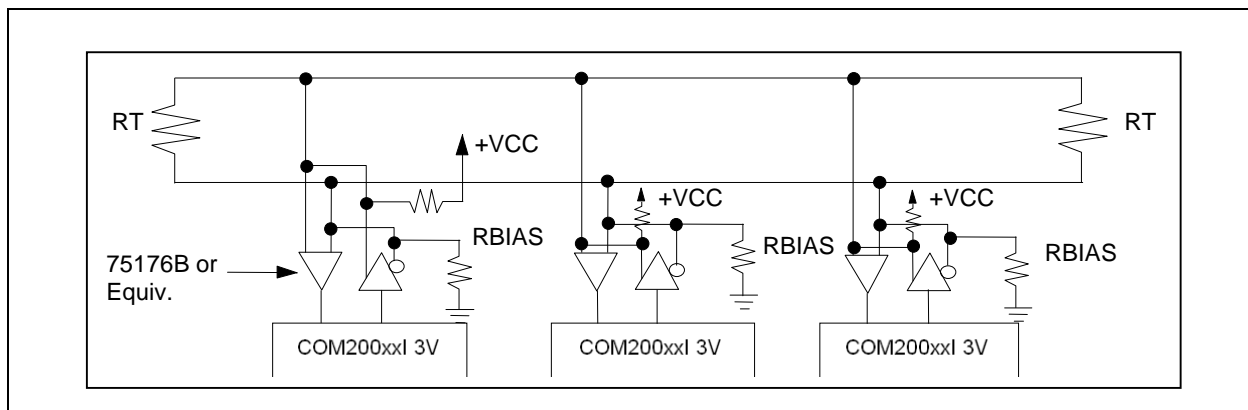 RT
RT
+VCC
+VCC
+VCC
RBIAS
RBIAS
RBIAS
75176B or
Equiv.
COM200xxI 3V
COM200xxI 3V
COM200xxI 3V